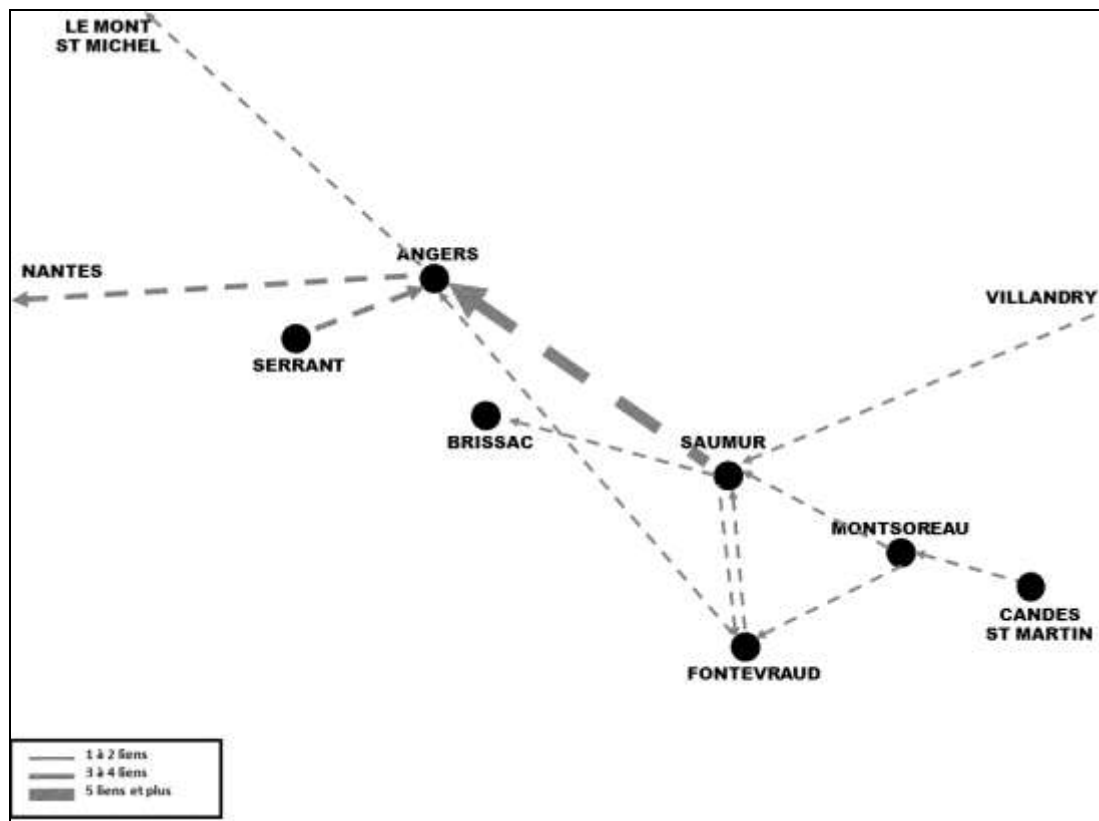 LE MONT
ST MICHEL
ANGERS
NANTES
VILLANDRY
SERRANT
BRISSAC
SAUMUR
MONTSOREAU
CANDES
ST MARTIN
FONTEVRAUD
1 à 2 liens
3 à 4 liens
5 liens et plus